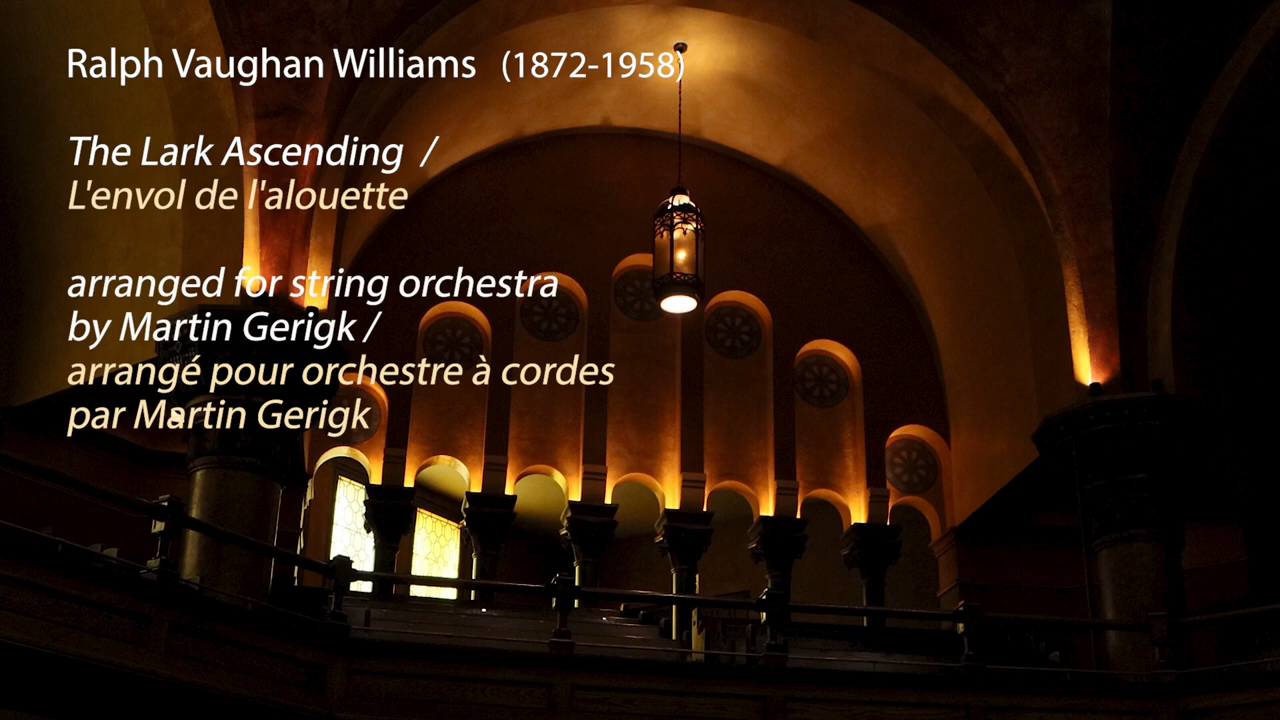 Ralph Vaughan Williams (1872-1958)
The Lark Ascending /
L'envol de l'alouette
arranged for string orchestra
by Martin Gerigk /
arrangé pour orchestre à cordes
par Martin Gerigk